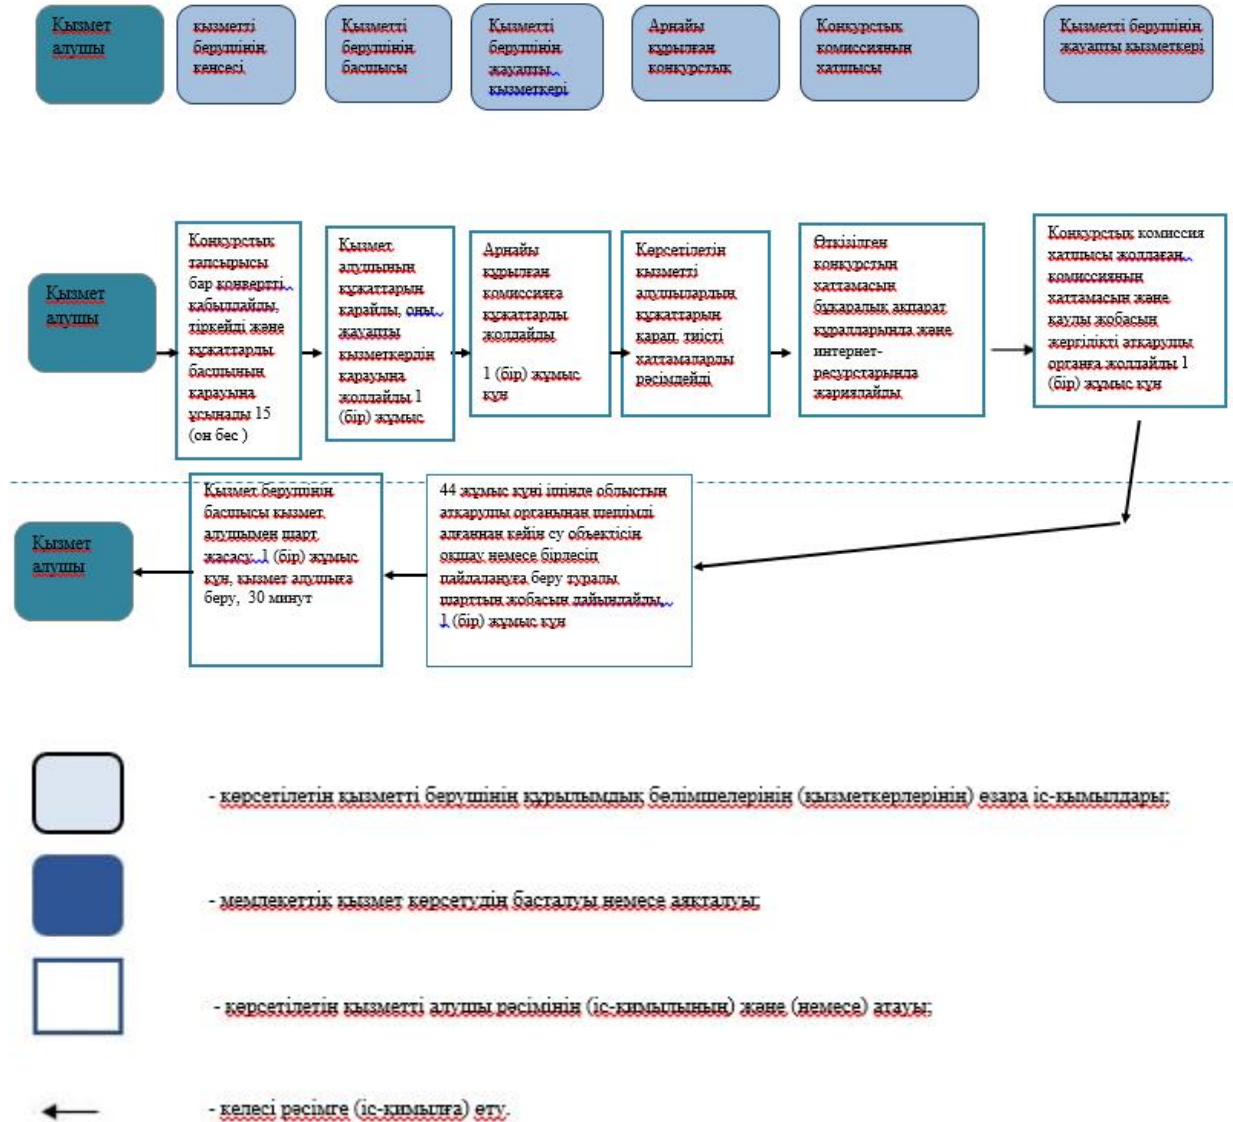 Қызмет
алушы
қызметті
берушінің
кеңсесі
Қызметті
берушінің
басшысы
Қызметті
берушінің
жауапты
қызметкері
Арнайы
құрылған
конкурстық
Конкурстық
комиссияның
хатшысы
Қызметті берушінің
жауапты қызметкері
Қызмет
алушы
Конкурстық
тапсырысы
бар конвертті
қабылдайды,
тіркейді және
құжаттарды
басшының
қарауына
ұсынады 15
(он бес )
Қызмет
алушының
құжаттарын
қарайды, оны
жауапты
қызметкердің
қарауына
жолдайды 1
(бір) жұмыс
Арнайы
құрылған
комиссияға
құжаттарды
жолдайды
1 (бір) жұмыс
күн
Көрсетілетін
қызметті
алушылардың
құжаттарын
қарап, тиісті
хаттамаларды
рәсімдейді
Өткізілген
конкурстың
хаттамасын
бұқаралық ақпарат
құралдарында және
интернет-
ресурстарында
жариялайды
Конкурстық комиссия
хатшысы жолдаған
комиссияның
хаттамасын және
қаулы жобасын
жергілікті атқарушы
органға жолдайды 1
(бір) жұмыс күн
Қызмет
алушы
Қызмет берушінің
басшысы қызмет
алушымен шарт
жасасу, 1 (бір) жұмыс
күн, қызмет алушыға
беру, 30 минут
44 жұмыс күні ішінде облыстың
атқарушы органынан шешімді
алғаннан кейін су объектісін
оқшау немесе бірлесіп
пайдалануға беру туралы
шарттың жобасын дайындайды,
1 (бір) жұмыс күн
- көрсетілетін қызметті берушінің құрылымдық бөлімшелерінің (қызметкерлерінің) өзара іс-қимылдары;
- мемлекеттік қызмет көрсетудің басталуы немесе аяқталуы;
- көрсетілетін қызметті алушы рәсімінің (іс-қимылының) және (немесе) атауы;
- келесі рәсімге (іс-қимылға) өту.